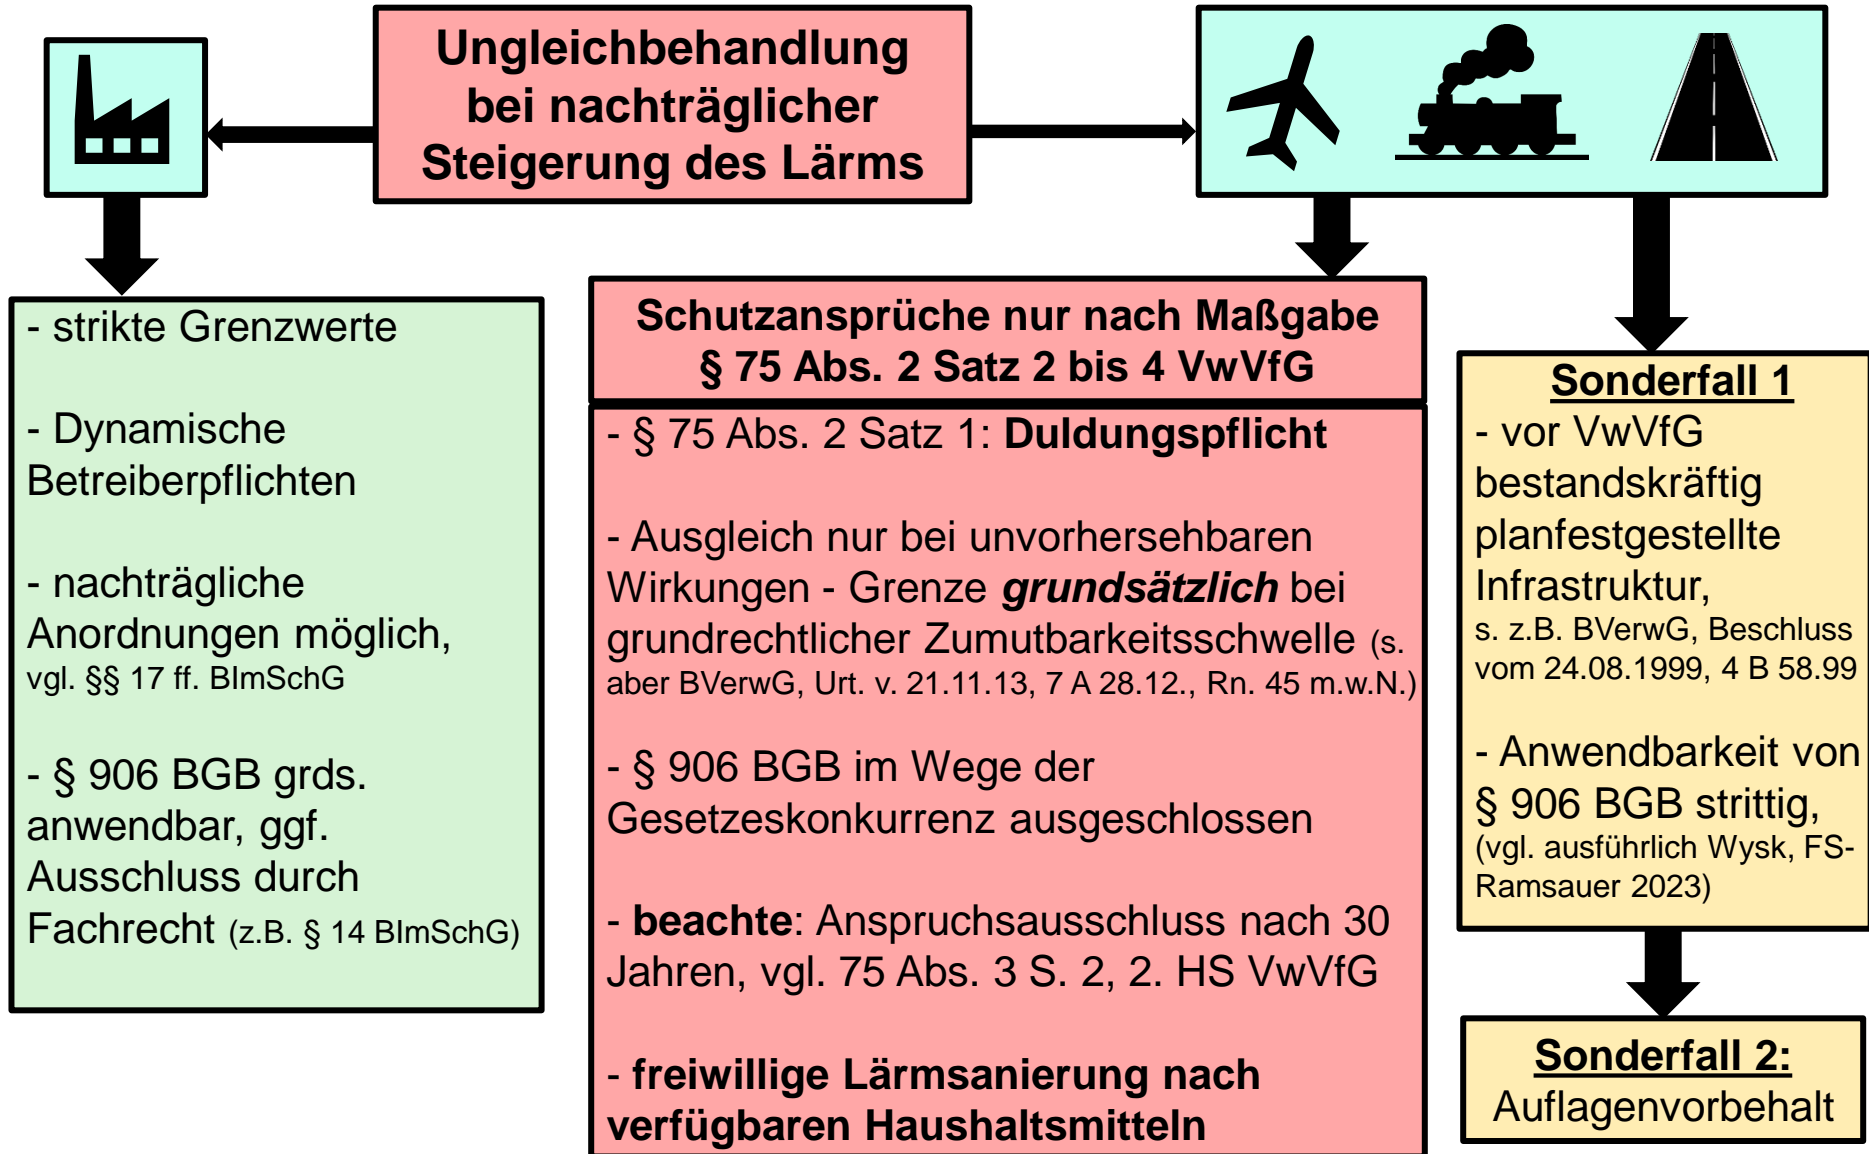 Ungleichbehandlung
bei nachträglicher
Steigerung des Lärms
- strikte Grenzwerte
- Dynamische
Betreiberpflichten
- nachträgliche
Anordnungen möglich,
vgl. §§ 17 ff. BImSchG
- § 906 BGB grds.
anwendbar, ggf.
Ausschluss durch
Fachrecht (z.B. § 14 BImSchG)
Schutzansprüche nur nach Maßgabe
§ 75 Abs. 2 Satz 2 bis 4 VwVfG
- § 75 Abs. 2 Satz 1: Duldungspflicht
- Ausgleich nur bei unvorhersehbaren
Wirkungen - Grenze grundsätzlich bei
grundrechtlicher Zumutbarkeitsschwelle (s.
aber BVerwG, Urt. v. 21.11.13, 7 A 28.12., Rn. 45 m.w.N.)
- § 906 BGB im Wege der
Gesetzeskonkurrenz ausgeschlossen
- beachte: Anspruchsausschluss nach 30
Jahren, vgl. 75 Abs. 3 S. 2, 2. HS VwVfG
- freiwillige Lärmsanierung nach
verfügbaren Haushaltsmitteln
Sonderfall 1
- vor VwVfG
bestandskräftig
planfestgestellte
Infrastruktur,
s. z.B. BVerwG, Beschluss
vom 24.08.1999, 4 B 58.99
- Anwendbarkeit von
§ 906 BGB strittig,
(vgl. ausführlich Wysk, FS-
Ramsauer 2023)
Sonderfall 2:
Auflagenvorbehalt